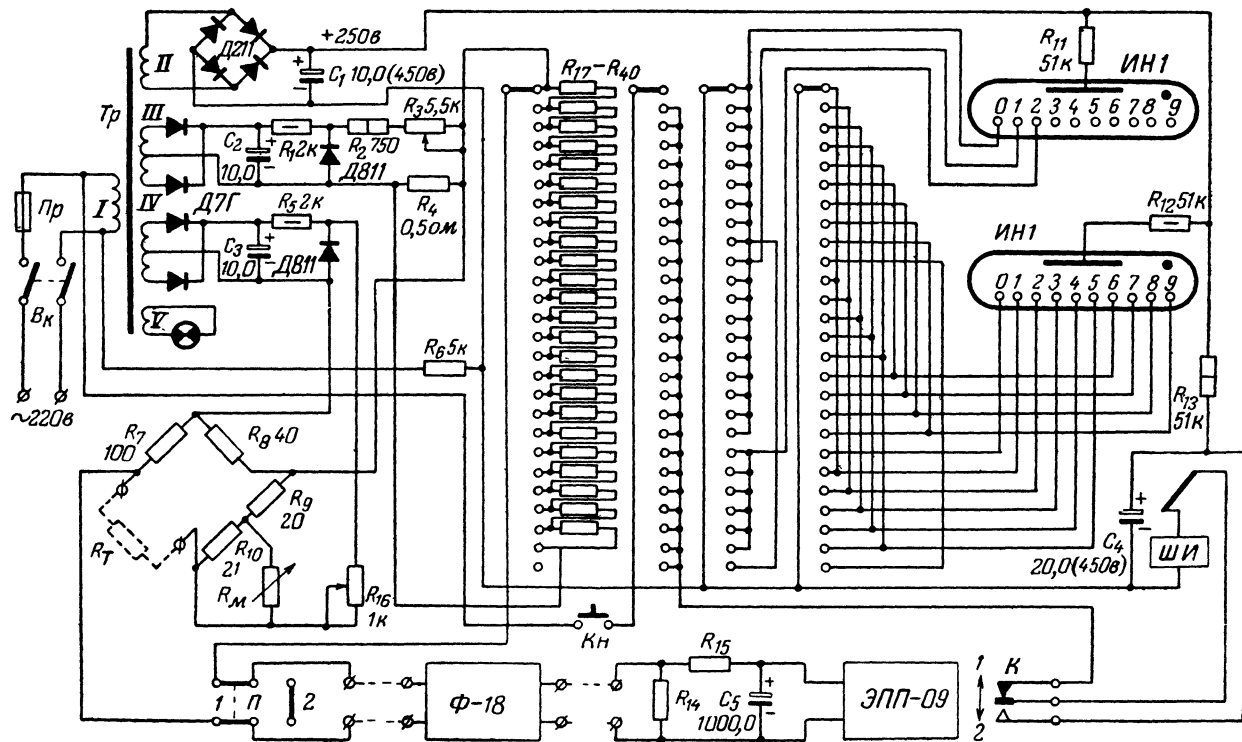 II
Д211
+250в
+
-
C1 10,0 (450в)
R17-R40
R11
51к
ИН1
0 1 2 3 4 5 6 7 8 9
Тр
III
C2
+
-
10,0
R1 2к
R2 750
R3 5,5к
Д811
R4
0,5ом
Пр
I
IV
Д7Г
R5 2к
C3
+
-
10,0
Д811
R12 51к
ИН1
0 1 2 3 4 5 6 7 8 9
Вк
V
R6 5к
~220в
R13
51к
R7
100
R8 40
R9
20
R10
21
RТ
RМ
R16
1к
+
-
C4
20,0 (450в)
ШИ
Кн
1 П 2
Ф-18
R15
R14
C5
+
-
1000,0
ЭПП-09
1
К
2